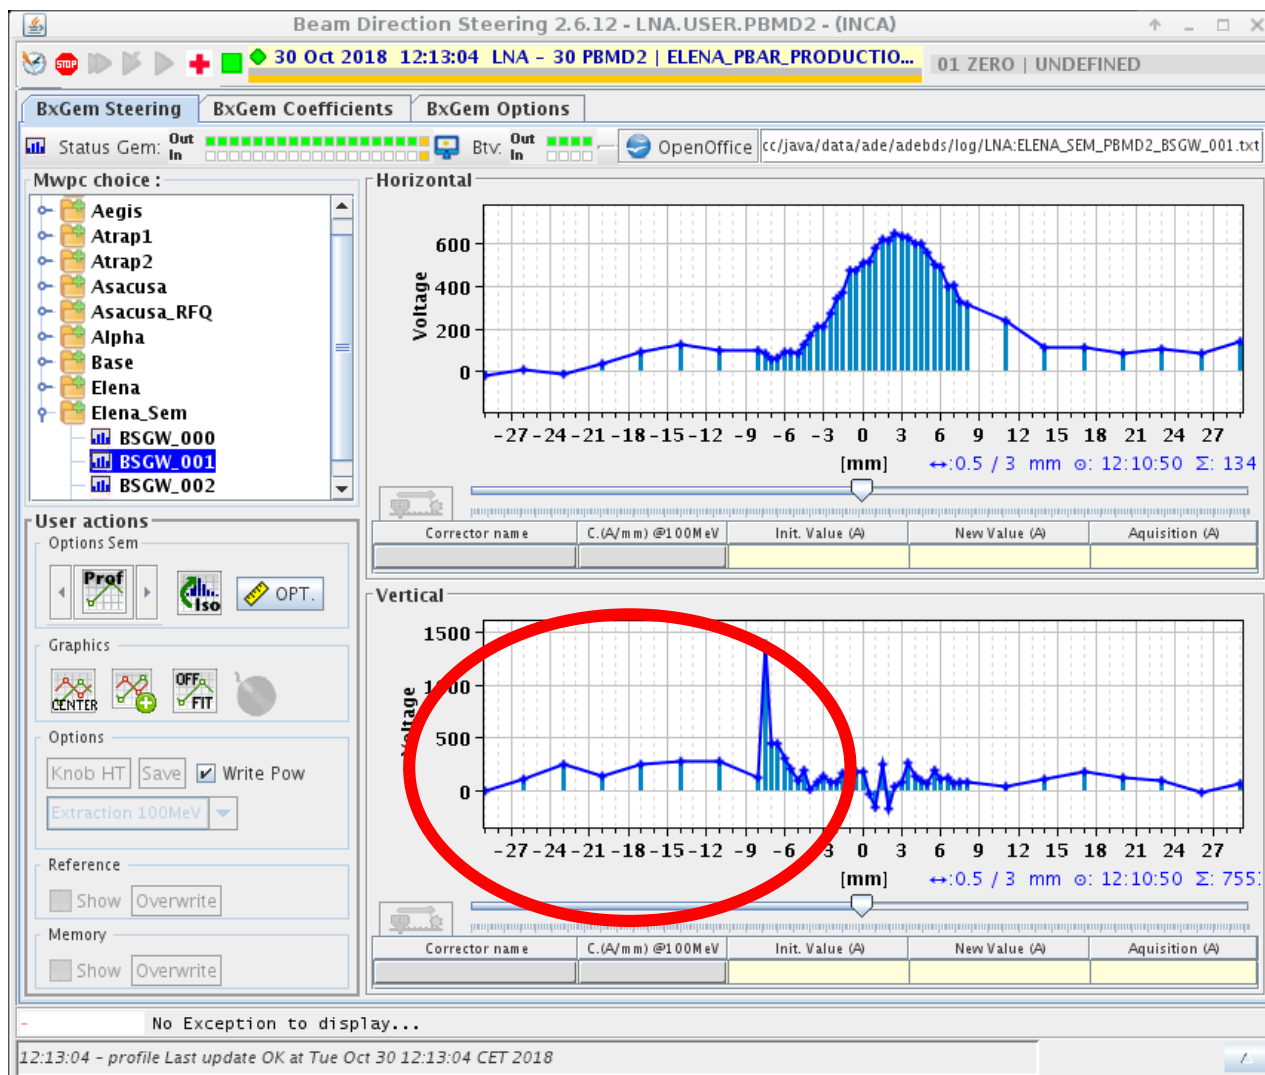 Beam Direction Steering 2.6.12 - LNA.USER.PBMD2 - (INCA)
STOP
30 Oct 2018 12:13:04 LNA - 30 PBMD2 | ELENA_PBAR_PRODUCTIO...
01 ZERO | UNDEFINED
BxGem Steering
BxGem Coefficients
BxGem Options
Status Gem:
Out
In
Btv:
Out
In
OpenOffice
cc/java/data/ade/adebds/log/LNA:ELENA_SEM_PBMD2_BSGW_001.txt
Mwpc choice :
Aegis
Atrap1
Atrap2
Asacusa
Asacusa_RFQ
Alpha
Base
Elena
Elena_Sem
BSGW_000
BSGW_001
BSGW_002
Horizontal
Voltage
600
400
200
0
-27 -24 -21 -18 -15 -12 -9 -6 -3 0 3 6 9 12 15 18 21 24 27
[mm]
↔:0.5 / 3 mm ⊙: 12:10:50 Σ: 134
Corrector name
C.(A/mm) @100MeV
Init. Value (A)
New Value (A)
Aquisition (A)
User actions
Options Sem
Prof
Iso
OPT.
Graphics
CENTER
OFF
FIT
Options
Knob HT
Save
Write Pow
Extraction 100MeV
Reference
Show
Overwrite
Memory
Show
Overwrite
Vertical
Voltage
1500
1000
500
0
-27 -24 -21 -18 -15 -12 -9 -6 -3 0 3 6 9 12 15 18 21 24 27
[mm]
↔:0.5 / 3 mm ⊙: 12:10:50 Σ: 755
Corrector name
C.(A/mm) @100MeV
Init. Value (A)
New Value (A)
Aquisition (A)
No Exception to display...
12:13:04 - profile Last update OK at Tue Oct 30 12:13:04 CET 2018